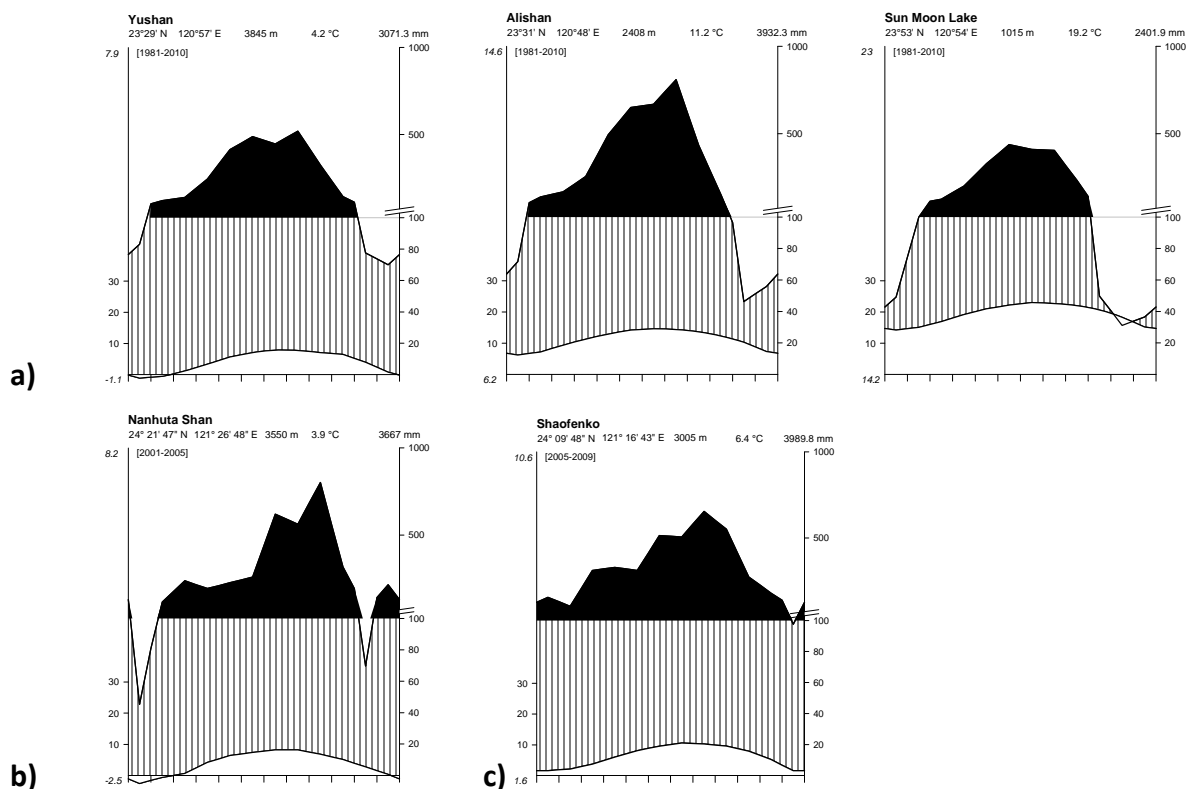 Yushan
23°29' N 120°57' E 3845 m 4.2 °C 3071.3 mm
7.9 [1981-2010] 1000
500
100
80
30 60
20 40
10 20
-1.1
Alishan
23°31' N 120°48' E 2408 m 11.2 °C 3932.3 mm
14.6 [1981-2010] 1000
500
100
80
30 60
20 40
10 20
6.2
Sun Moon Lake
23°53' N 120°54' E 1015 m 19.2 °C 2401.9 mm
23 [1981-2010] 1000
500
100
80
30 60
20 40
10 20
14.2
a)
Nanhuta Shan
24° 21' 47" N 121° 26' 48" E 3550 m 3.9 °C 3667 mm
8.2 [2001-2005] 1000
500
100
80
30 60
20 40
10 20
-2.5
b)
Shaofenko
24° 09' 48" N 121° 16' 43" E 3005 m 6.4 °C 3989.8 mm
10.6 [2005-2009] 1000
500
100
80
30 60
20 40
10 20
1.6
c)